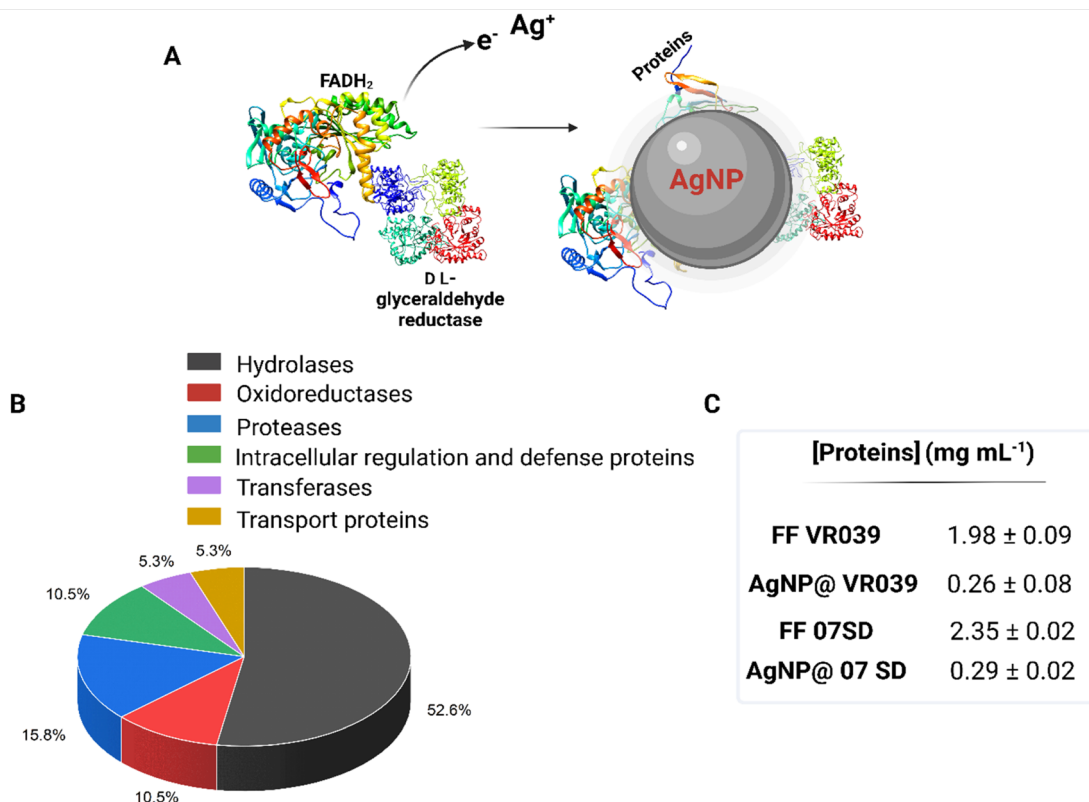 A
e⁻ Ag⁺
FADH₂
Proteins
AgNP
D L-
glyceraldehyde
reductase
B
Hydrolases
Oxidoreductases
Proteases
Intracellular regulation and defense proteins
Transferases
Transport proteins
5.3%
5.3%
10.5%
52.6%
15.8%
10.5%
C
[Proteins] (mg mL⁻¹)
FF VR039 1.98 ± 0.09
AgNP@ VR039 0.26 ± 0.08
FF 07SD 2.35 ± 0.02
AgNP@ 07 SD 0.29 ± 0.02